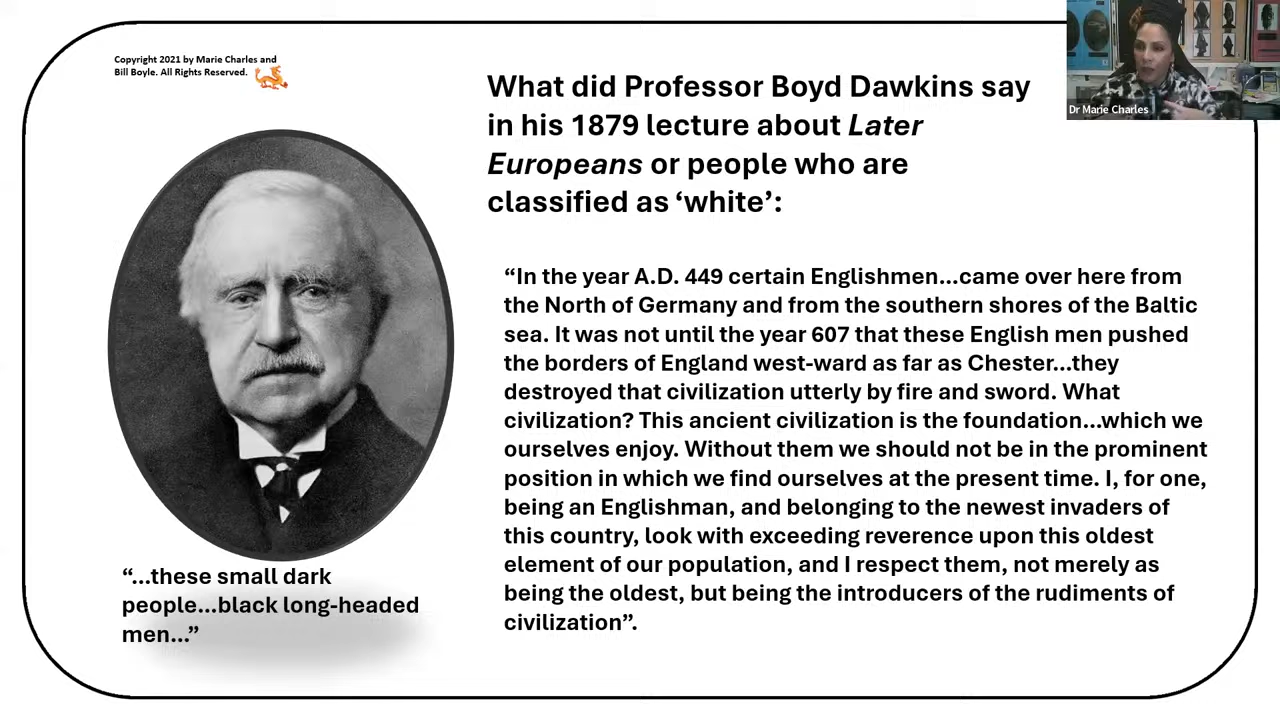 Copyright 2021 by Marie Charles and
Bill Boyle. All Rights Reserved.
What did Professor Boyd Dawkins say
in his 1879 lecture about Later
Europeans or people who are
classified as ‘white’:
Dr Marie Charles
“In the year A.D. 449 certain Englishmen...came over here from
the North of Germany and from the southern shores of the Baltic
sea. It was not until the year 607 that these English men pushed
the borders of England west-ward as far as Chester...they
destroyed that civilization utterly by fire and sword. What
civilization? This ancient civilization is the foundation...which we
ourselves enjoy. Without them we should not be in the prominent
position in which we find ourselves at the present time. I, for one,
being an Englishman, and belonging to the newest invaders of
this country, look with exceeding reverence upon this oldest
element of our population, and I respect them, not merely as
being the oldest, but being the introducers of the rudiments of
civilization”.
“...these small dark
people...black long-headed
men...”